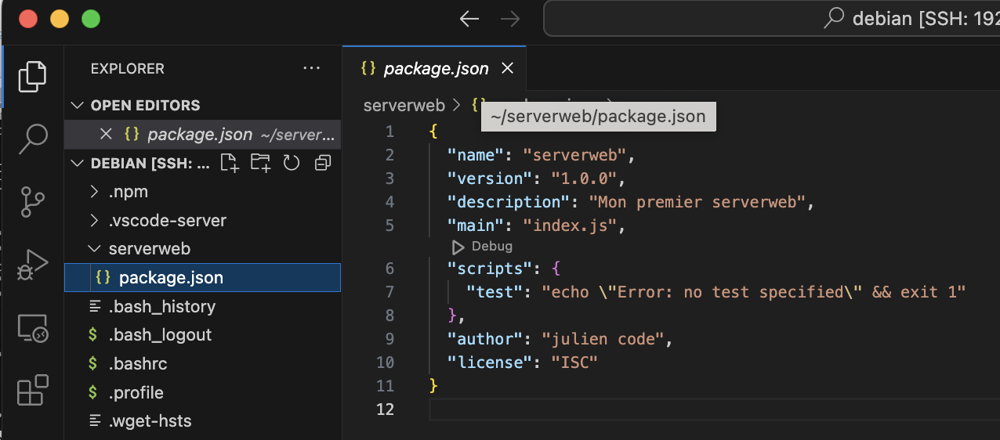 debian [SSH: 192
EXPLORER
OPEN EDITORS
package.json ~/server...
DEBIAN [SSH: ...
.npm
.vscode-server
serverweb
package.json
.bash_history
.bash_logout
.bashrc
.profile
.wget-hsts
package.json
serverweb
~/serverweb/package.json
1 {
2 "name": "serverweb",
3 "version": "1.0.0",
4 "description": "Mon premier serverweb",
5 "main": "index.js",
Debug
6 "scripts": {
7 "test": "echo \"Error: no test specified\" && exit 1"
8 },
9 "author": "julien code",
10 "license": "ISC"
11 }
12